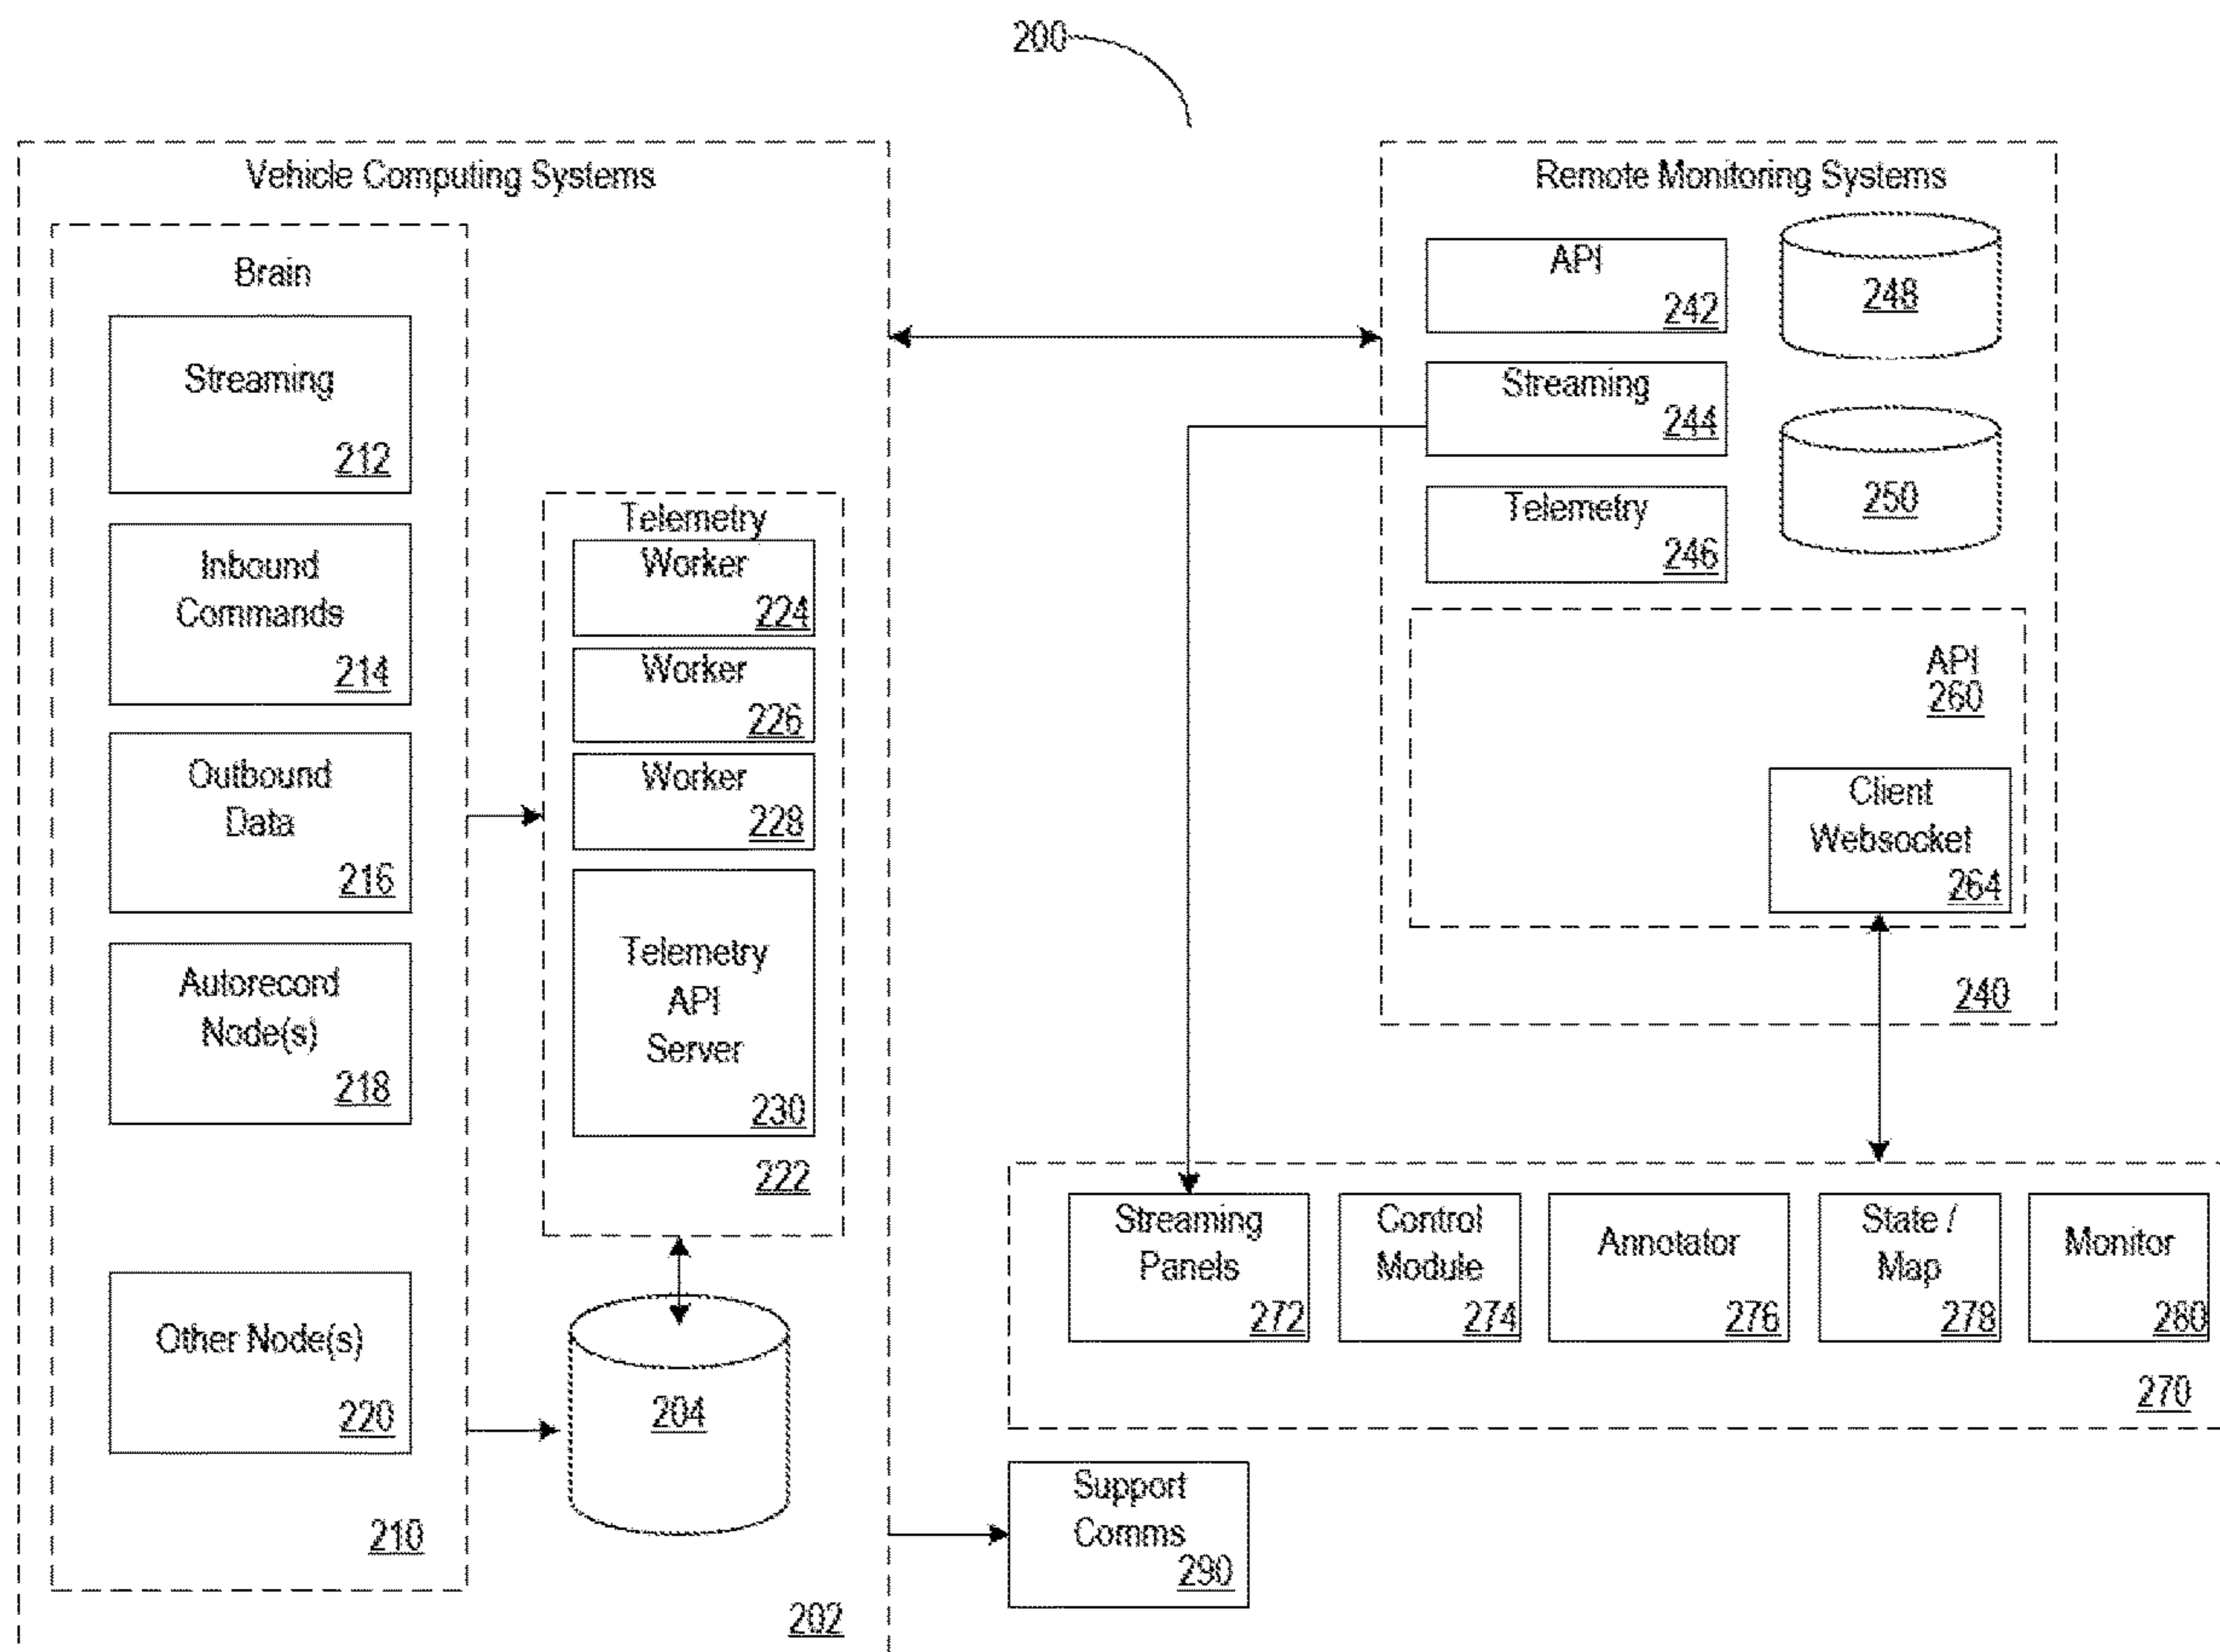 200
Vehicle Computing Systems
Brain
Streaming
212
Inbound
Commands
214
Outbound
Data
216
Autorecord
Node(s)
218
Other Node(s)
220
210
Telemetry
Worker
224
Worker
226
Worker
228
Telemetry
API
Server
230
222
204
202
Remote Monitoring Systems
API
242
Streaming
244
Telemetry
246
248
250
API
260
Client
Websocket
264
240
Streaming
Panels
272
Control
Module
274
Annotator
276
State /
Map
278
Monitor
280
270
Support
Comms
290